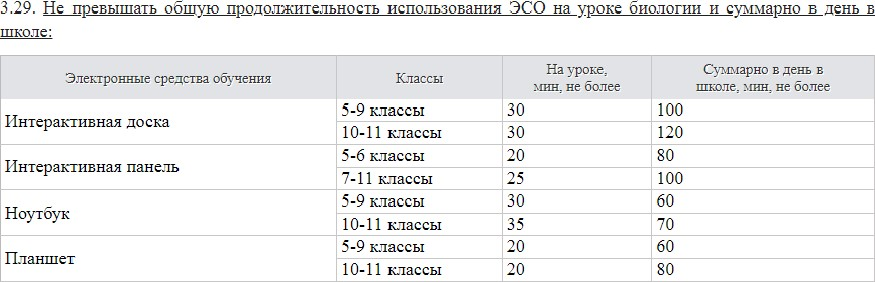 3.29. Не превышать общую продолжительность использования ЭСО на уроке биологии и суммарно в день в
школе:
Электронные средства обучения Классы На уроке, мин, не более Суммарно в день в школе, мин, не более
Интерактивная доска
5-9 классы 30 100
10-11 классы 30 120
Интерактивная панель
5-6 классы 20 80
7-11 классы 25 100
Ноутбук
5-9 классы 30 60
10-11 классы 35 70
Планшет
5-9 классы 20 60
10-11 классы 20 80